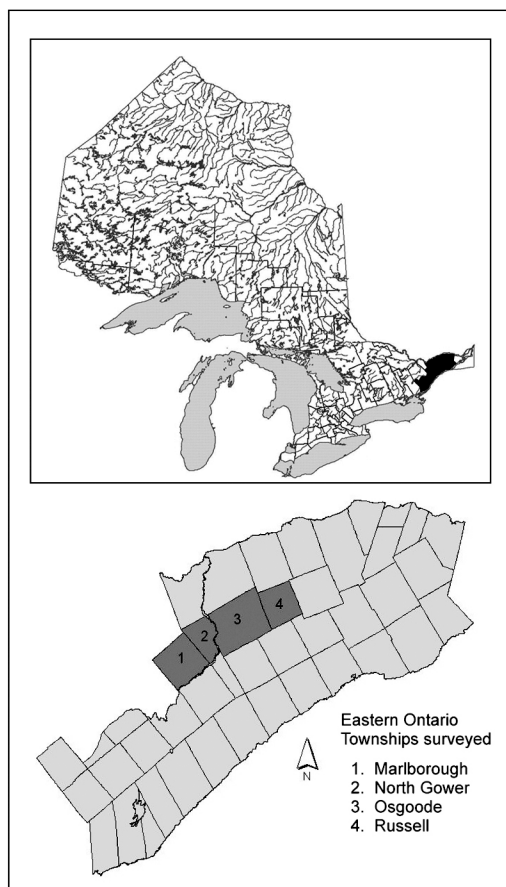 4
3
2
1
Eastern Ontario
Townships surveyed
1. Marlborough
2. North Gower
3. Osgoode
4. Russell
N